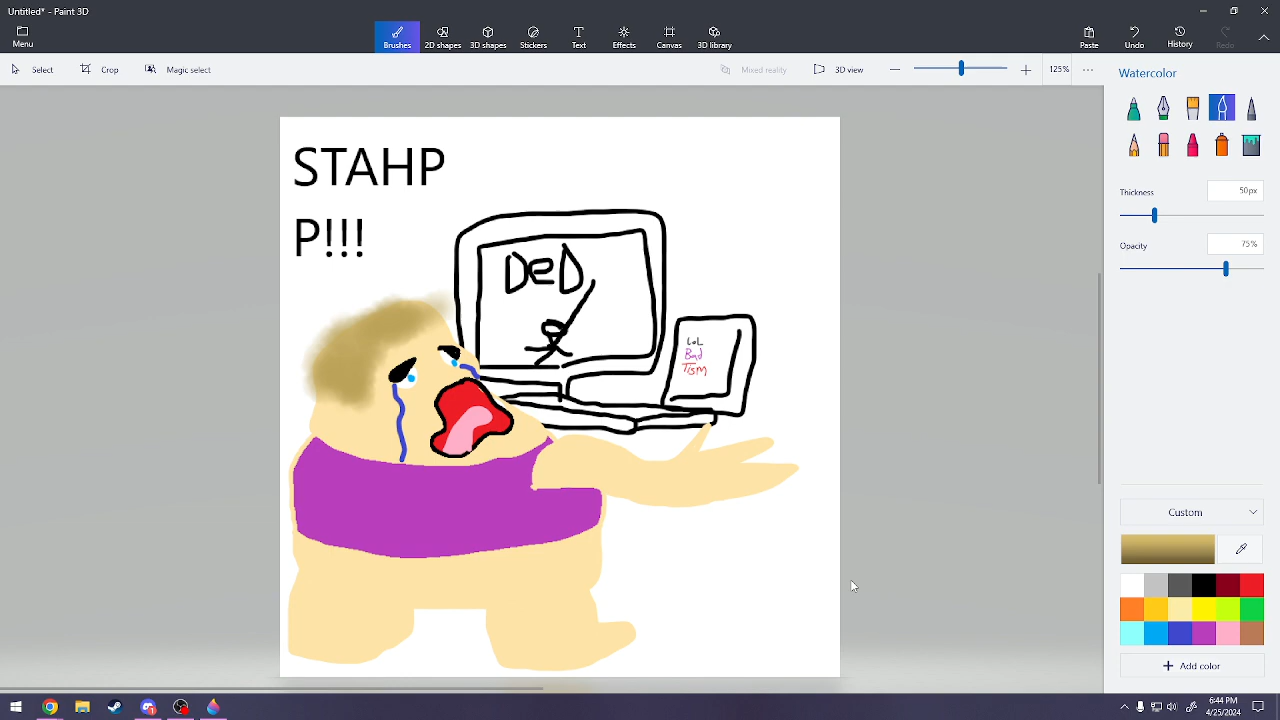 Untitled* - Paint 3D
Menu
Brushes
2D shapes
3D shapes
Stickers
Text
Effects
Canvas
3D library
Paste
Undo
History
Redo
Select
Crop
Magic select
Mixed reality
3D view
125%
Watercolor
Thickness
50px
Opacity
75%
Custom
Add color
STAHP
P!!!
DeD
LoL
Bad
TTSM
6:44 PM
4/25/2024